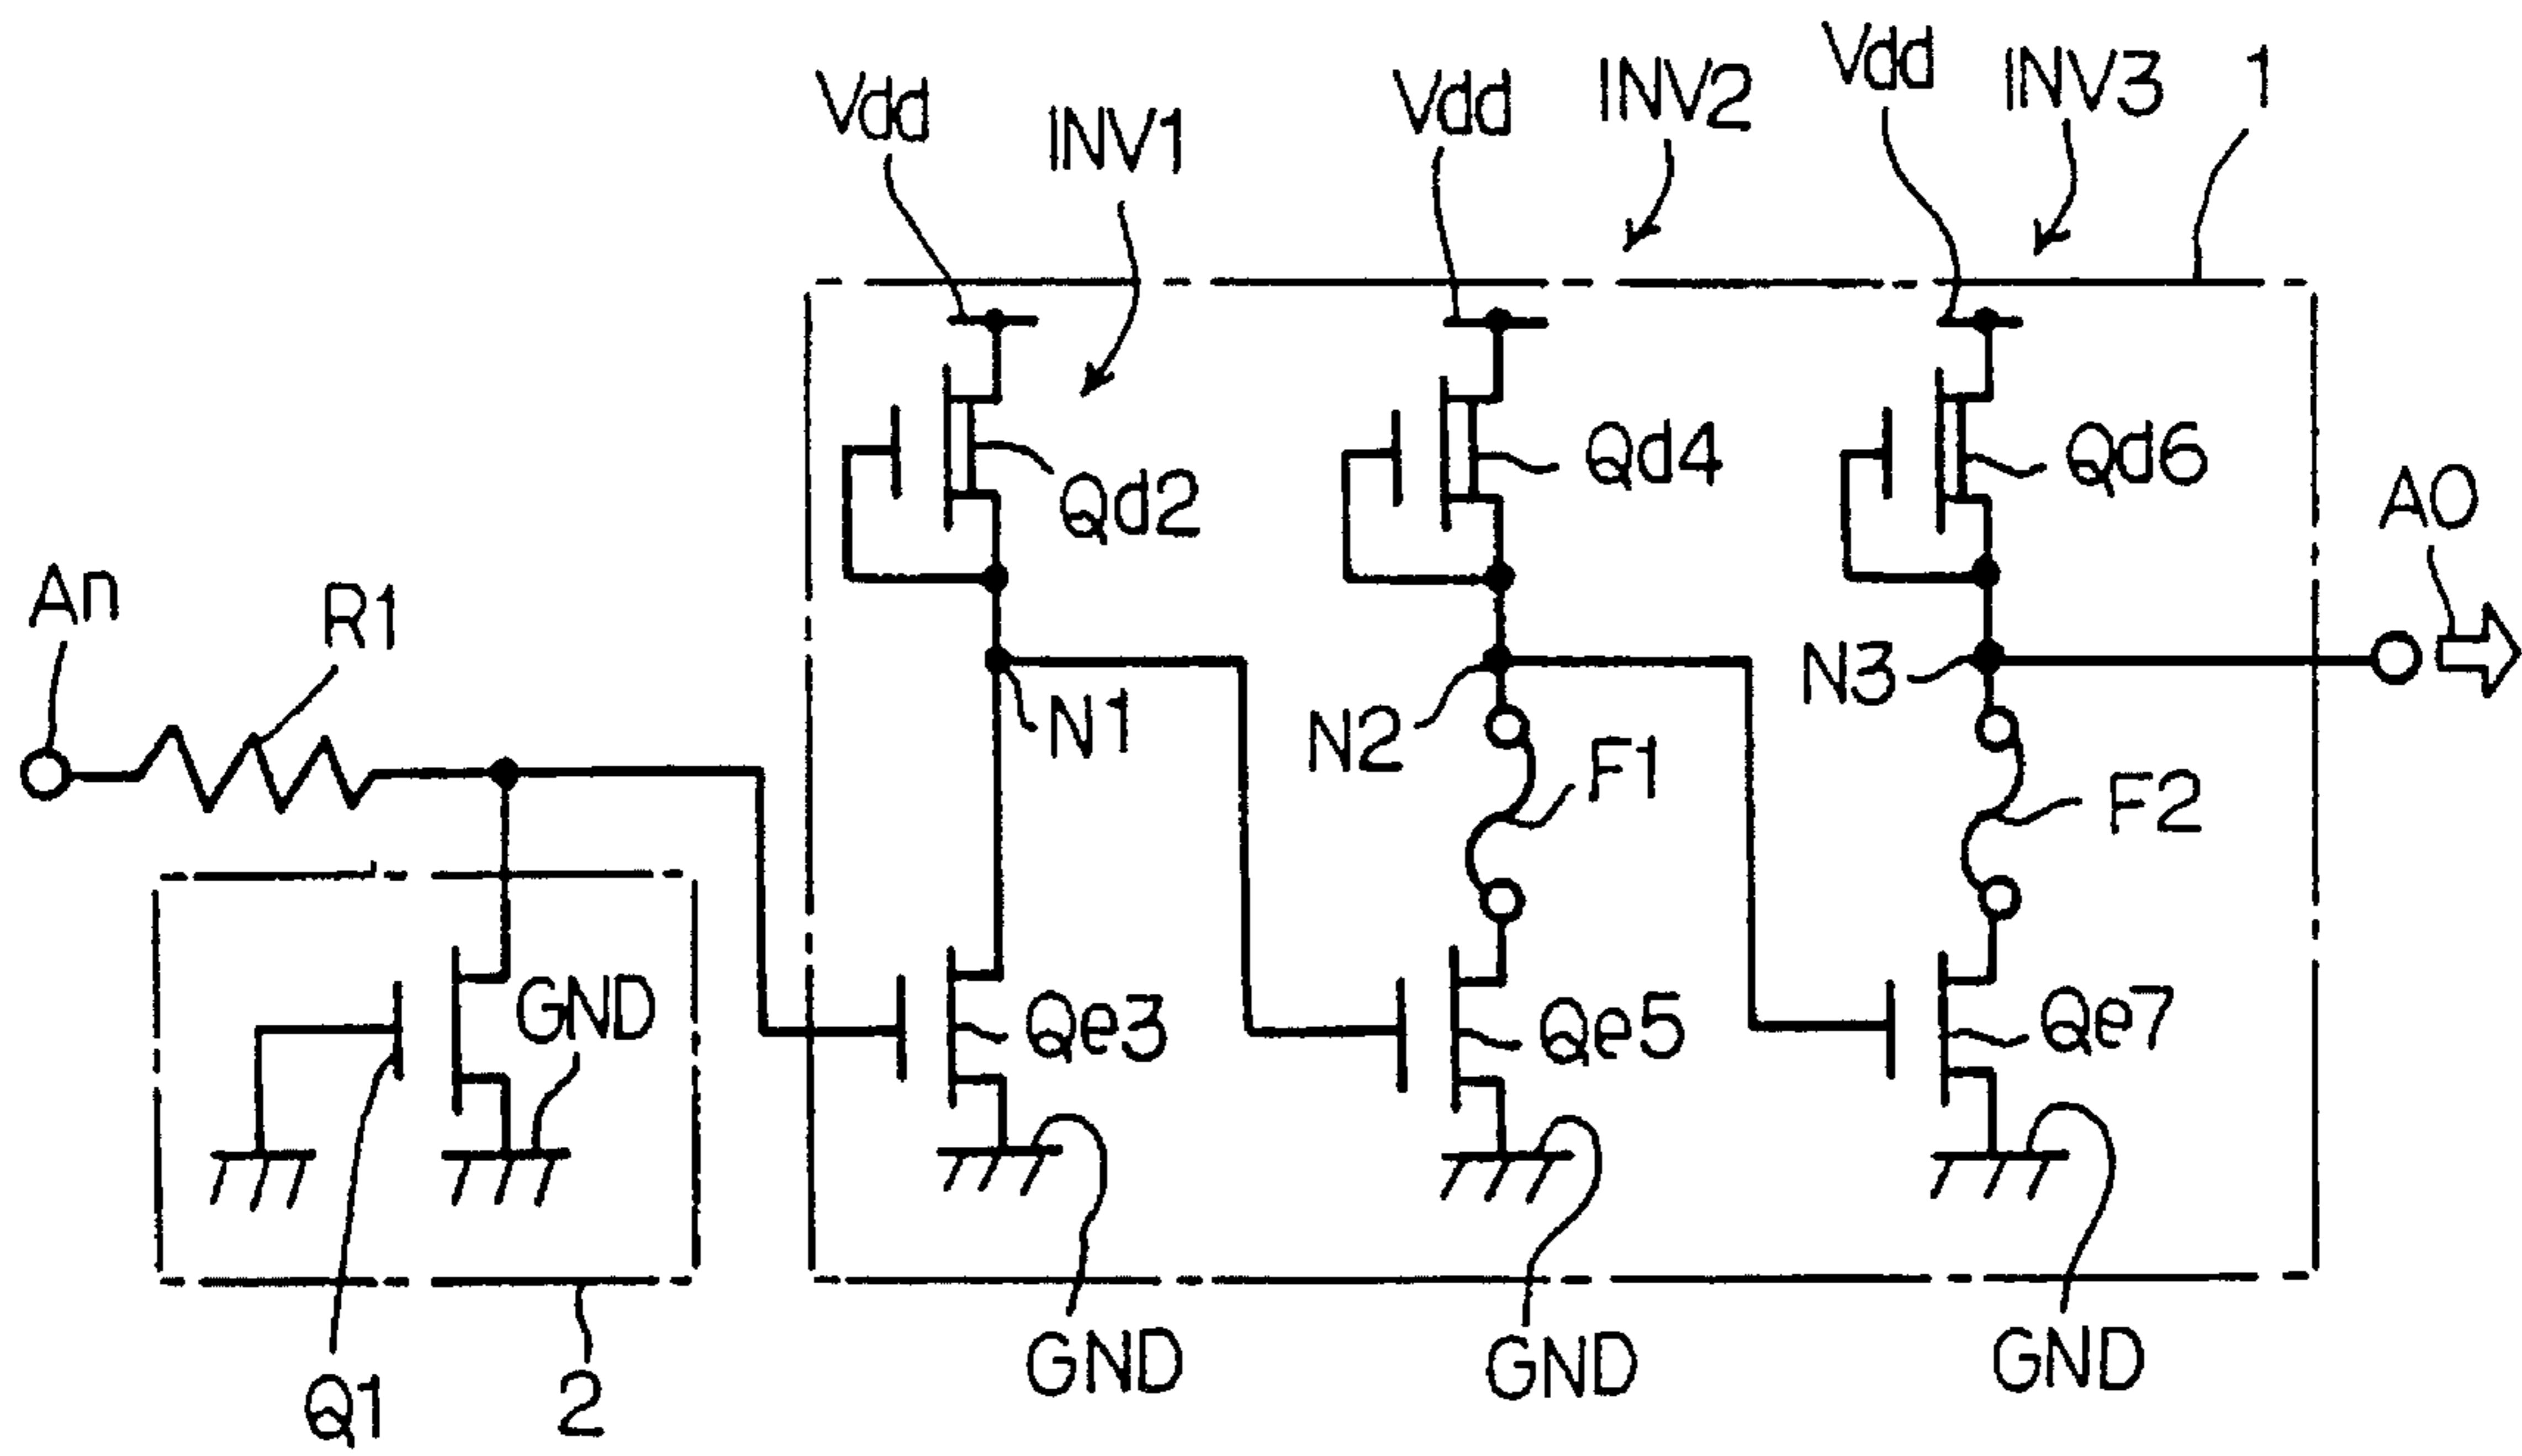 Vdd
INV1
Vdd
INV2
Vdd
INV3
1
Qd2
Qd4
Qd6
AO
An
R1
N1
N2
F1
N3
F2
GND
Qe3
Qe5
Qe7
Q1
2
GND
GND
GND